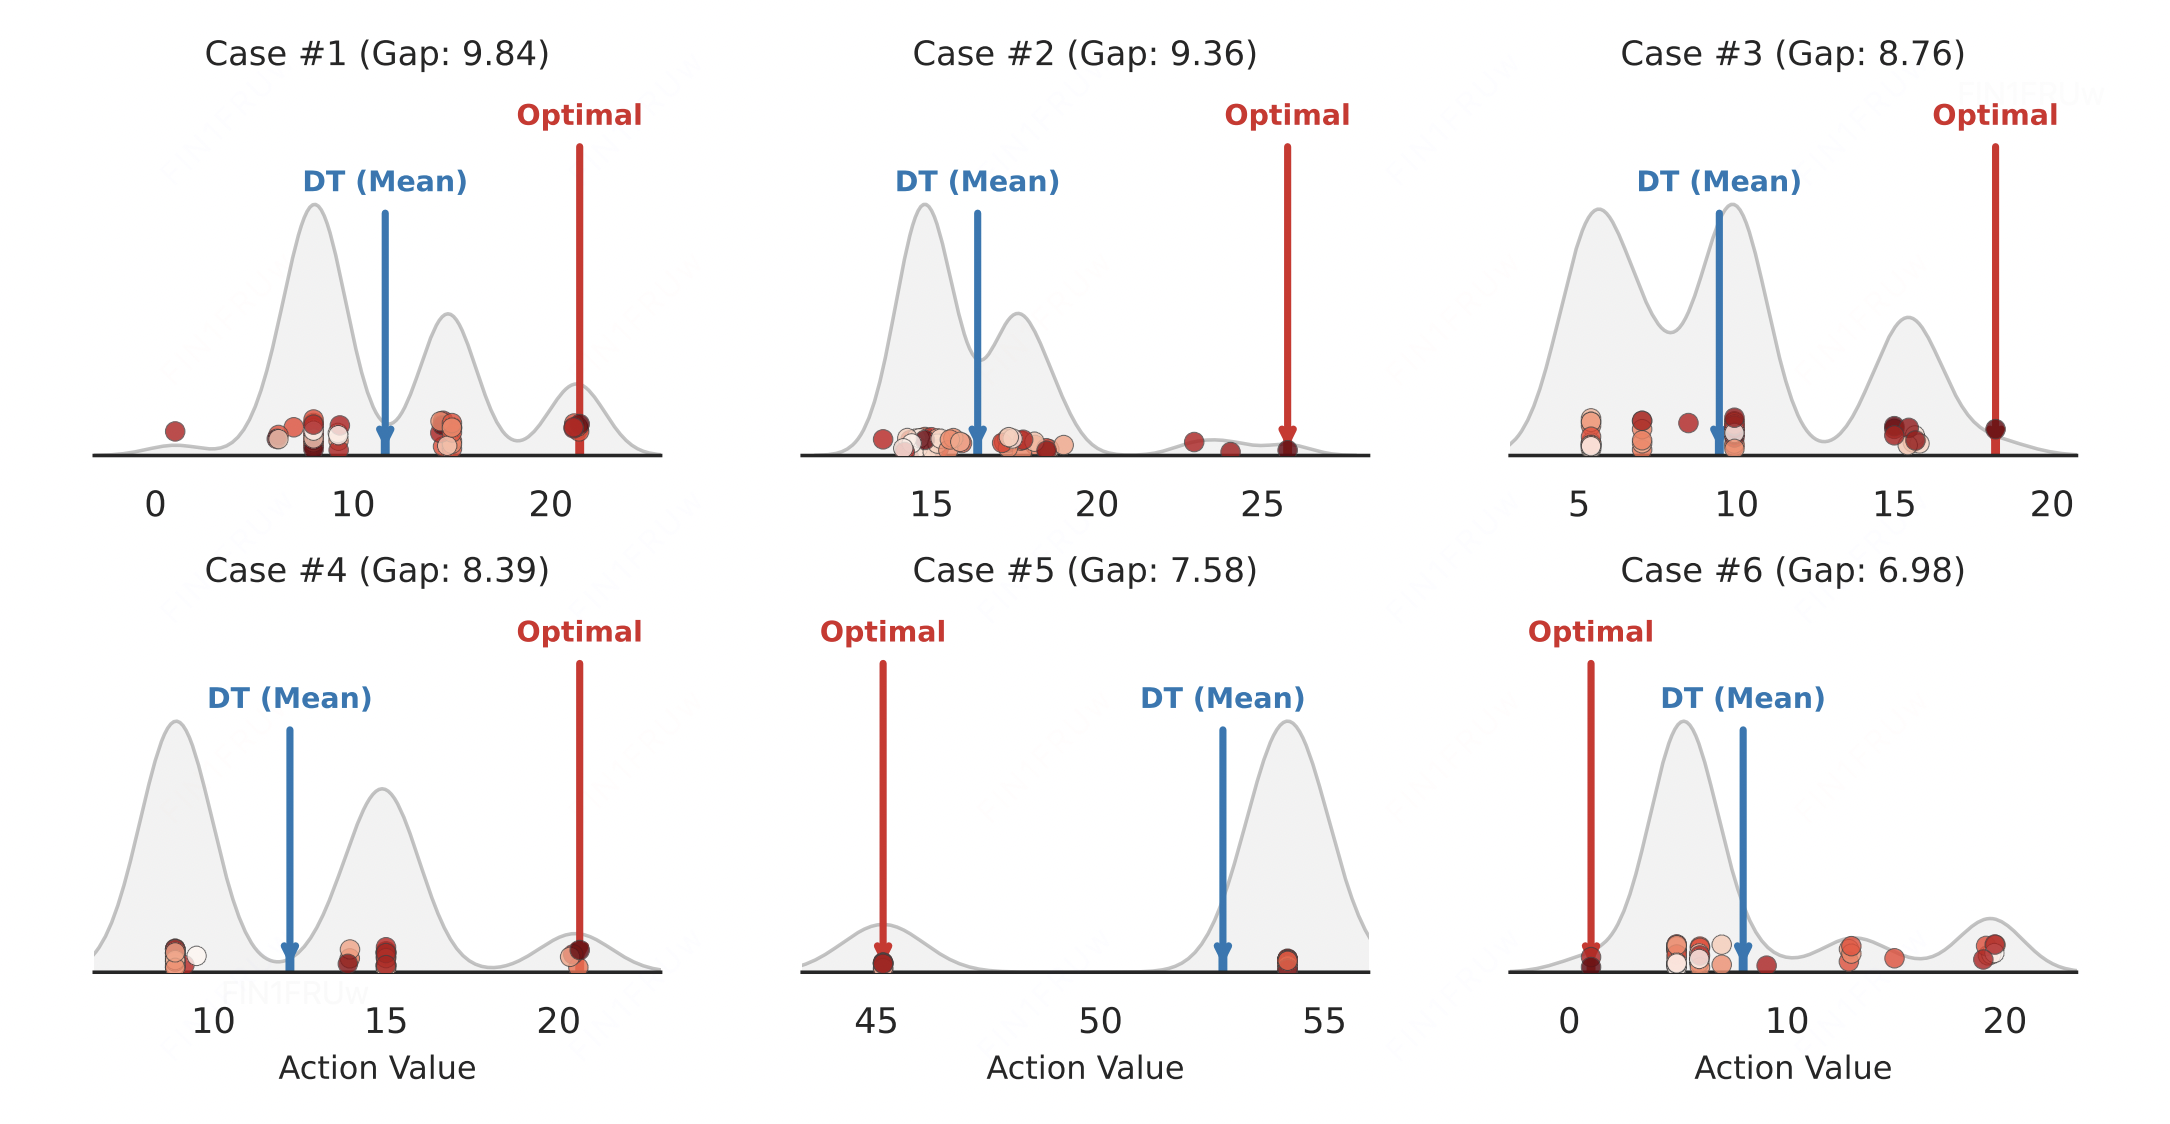 Case #1 (Gap: 9.84)
Optimal
DT (Mean)
0 10 20
Case #2 (Gap: 9.36)
Optimal
DT (Mean)
15 20 25
Case #3 (Gap: 8.76)
Optimal
DT (Mean)
5 10 15 20
Case #4 (Gap: 8.39)
Optimal
DT (Mean)
10 15 20
Action Value
Case #5 (Gap: 7.58)
Optimal
DT (Mean)
45 50 55
Action Value
Case #6 (Gap: 6.98)
Optimal
DT (Mean)
0 10 20
Action Value